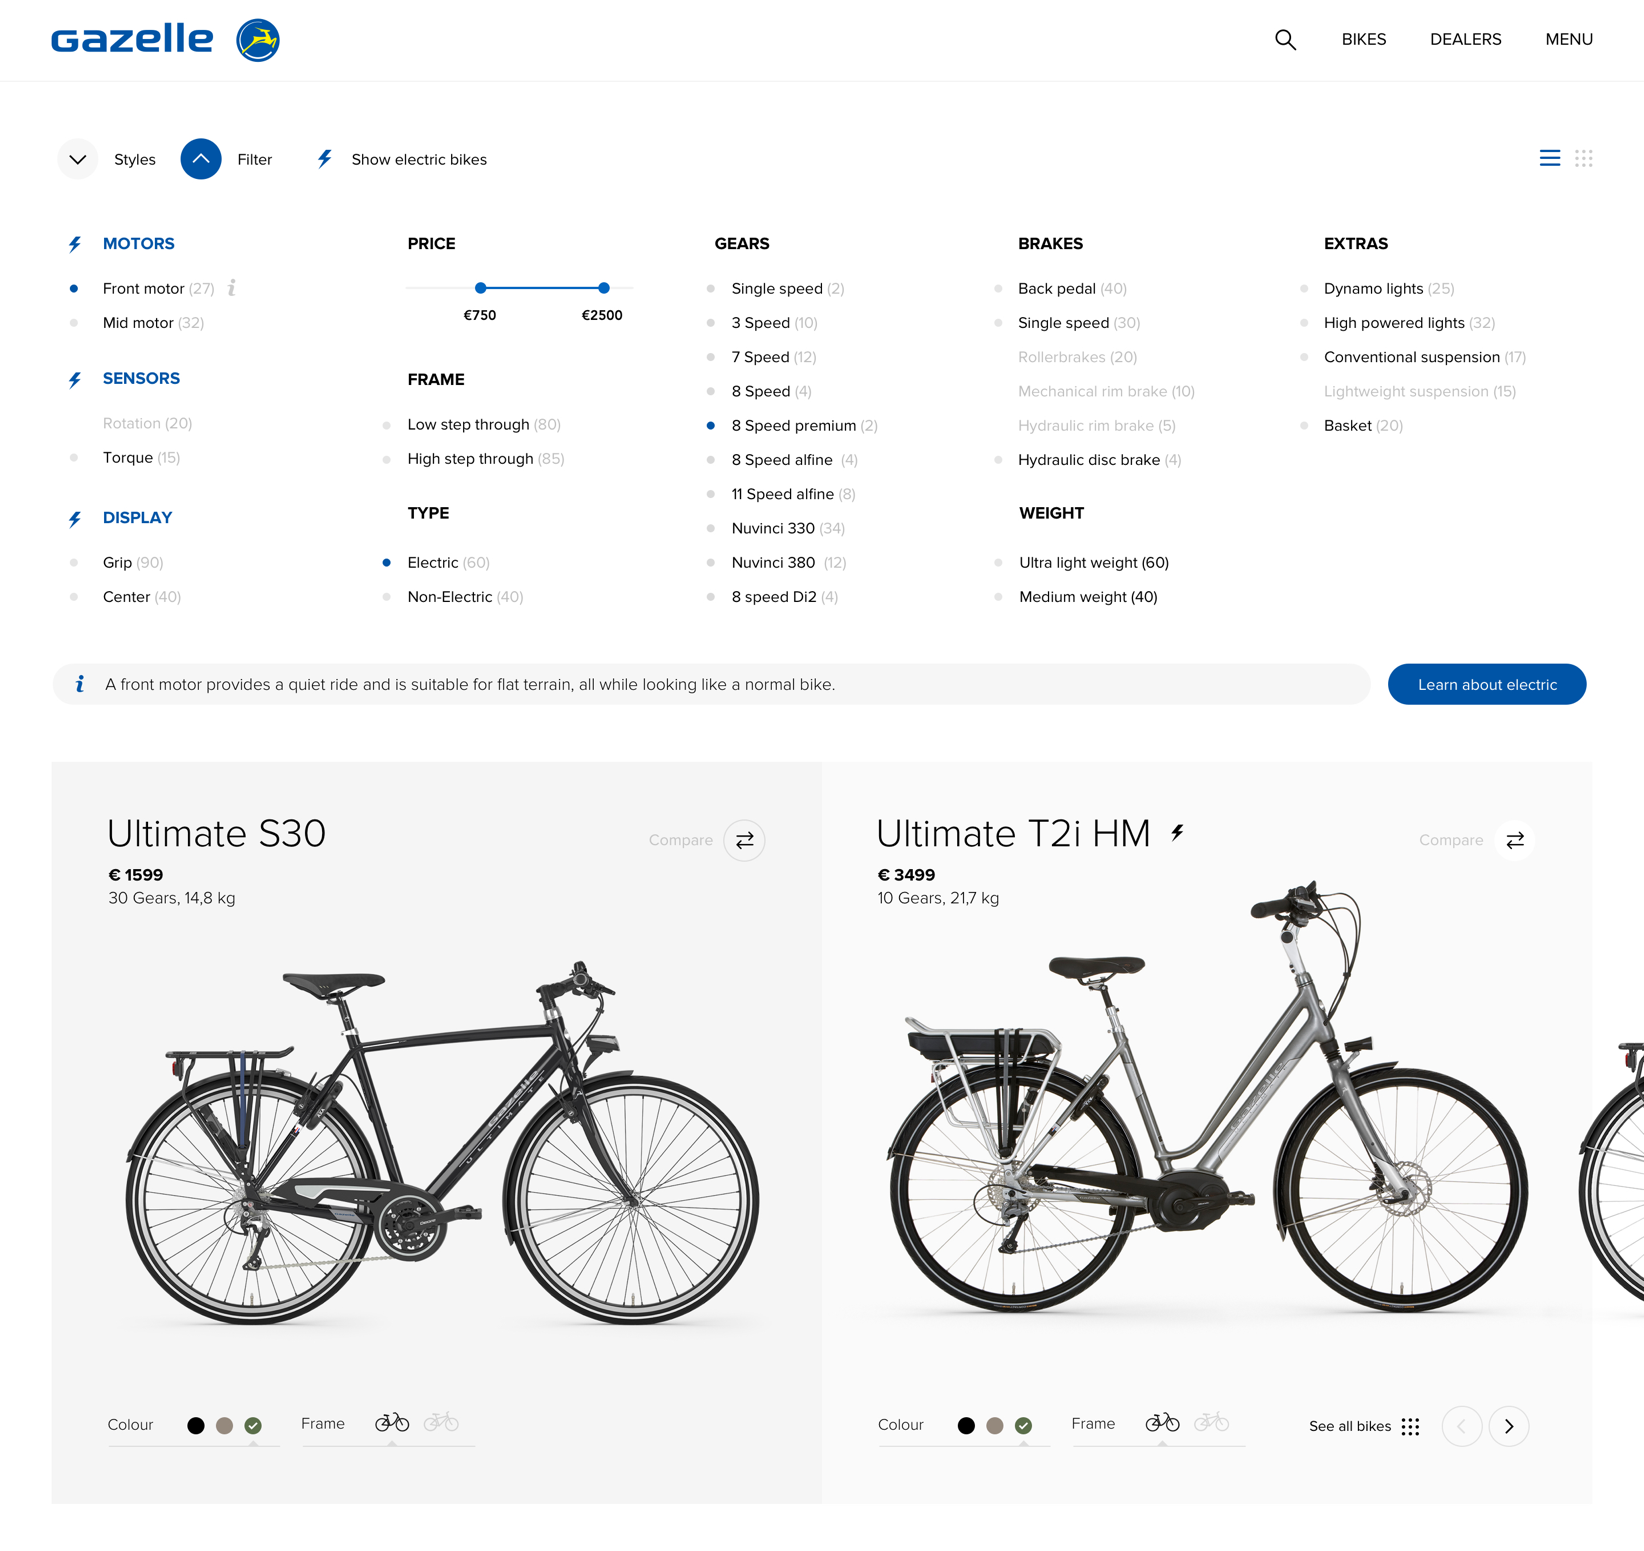 Gazelle
BIKES
DEALERS
MENU
Styles
Filter
Show electric bikes
MOTORS
Front motor (27)
Mid motor (32)
SENSORS
Rotation (20)
Torque (15)
DISPLAY
Grip (90)
Center (40)
PRICE
€750
€2500
FRAME
Low step through (80)
High step through (85)
TYPE
Electric (60)
Non-Electric (40)
GEARS
Single speed (2)
3 Speed (10)
7 Speed (12)
8 Speed (4)
8 Speed premium (2)
8 Speed alfine (4)
11 Speed alfine (8)
Nuvinci 330 (34)
Nuvinci 380 (12)
8 speed Di2 (4)
BRAKES
Back pedal (40)
Single speed (30)
Rollerbrakes (20)
Mechanical rim brake (10)
Hydraulic rim brake (5)
Hydraulic disc brake (4)
WEIGHT
Ultra light weight (60)
Medium weight (40)
EXTRAS
Dynamo lights (25)
High powered lights (32)
Conventional suspension (17)
Lightweight suspension (15)
Basket (20)
A front motor provides a quiet ride and is suitable for flat terrain, all while looking like a normal bike.
Learn about electric
Ultimate S30
Compare
€ 1599
30 Gears, 14,8 kg
Gazelle
ULTIMATE
Colour
Frame
Ultimate T2i HM
Compare
€ 3499
10 Gears, 21,7 kg
Colour
Frame
See all bikes